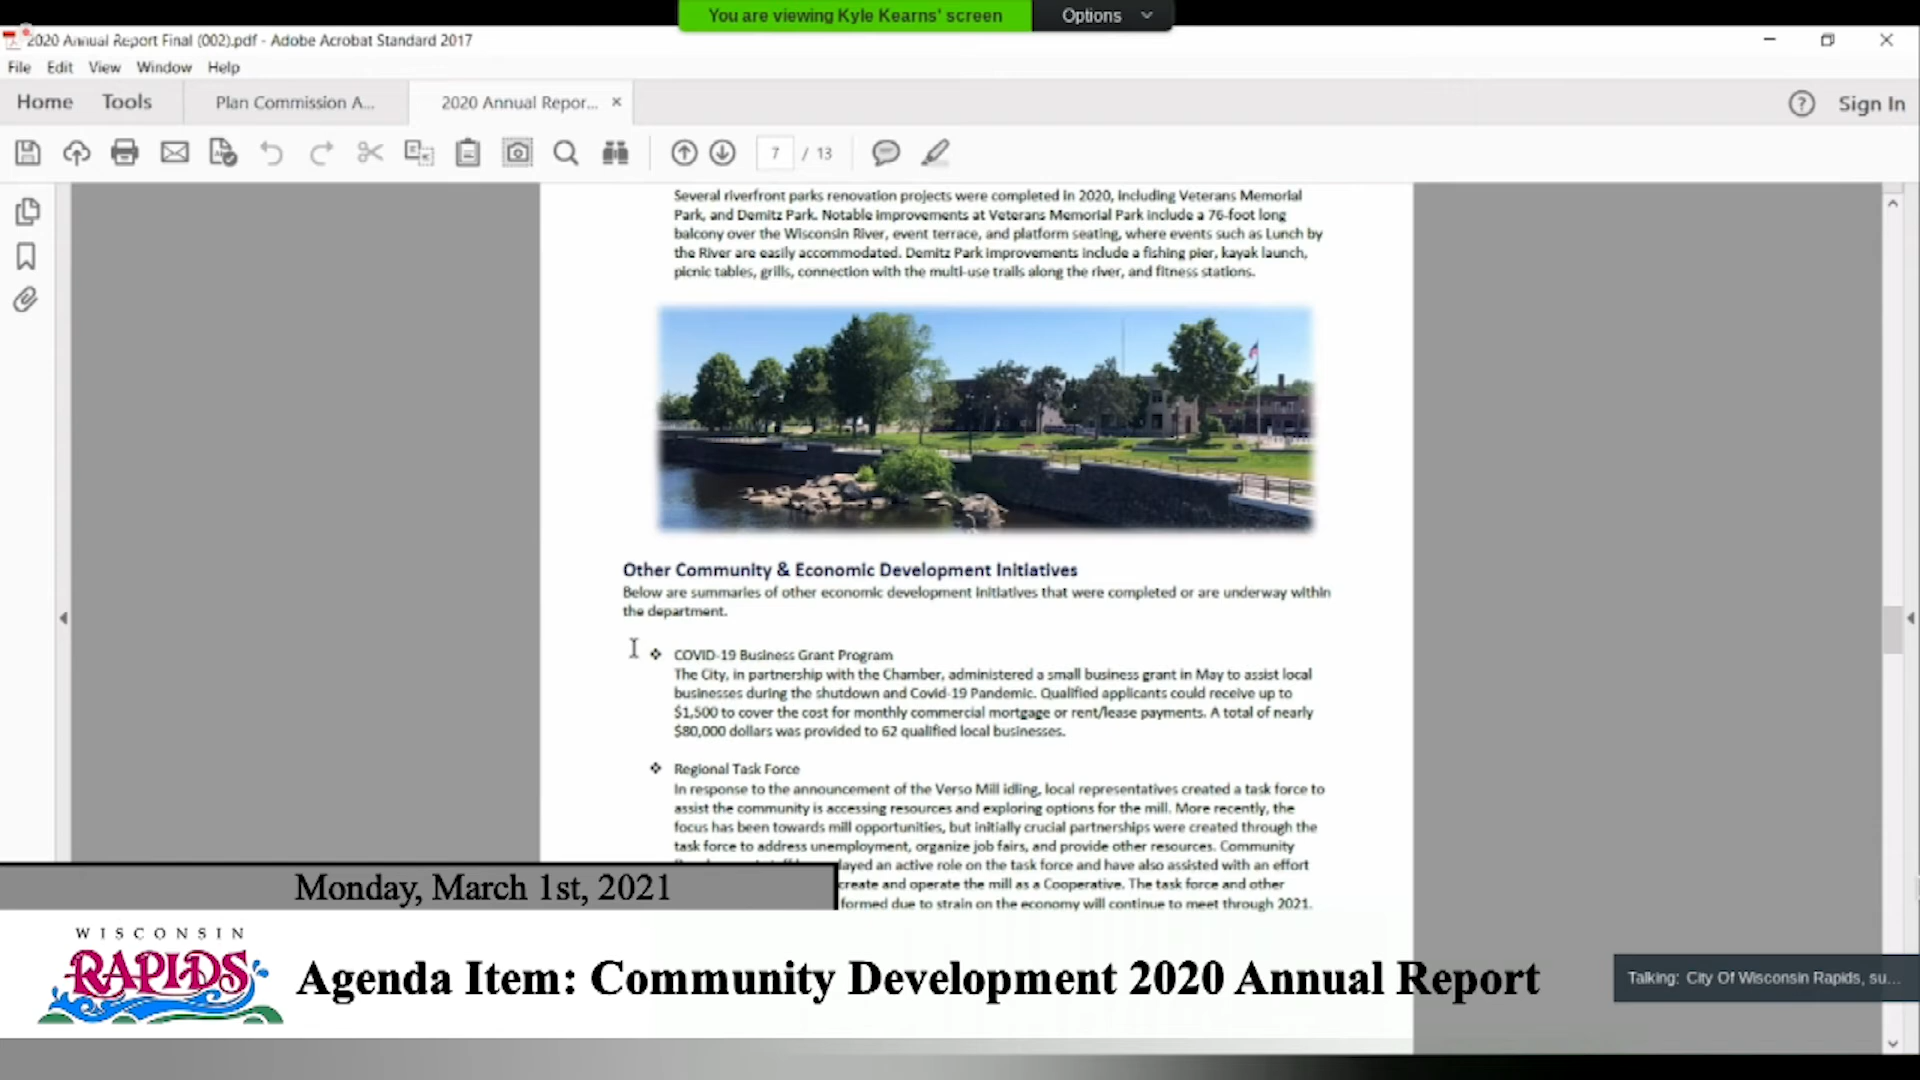 You are viewing Kyle Kearns' screen
Options
2020 Annual Report Final (002).pdf - Adobe Acrobat Standard 2017
File Edit View Window Help
Home Tools Plan Commission A... 2020 Annual Repor... ×
Sign In
7 / 13
Several riverfront parks renovation projects were completed in 2020, including Veterans Memorial
Park, and Demitz Park. Notable improvements at Veterans Memorial Park include a 76-foot long
balcony over the Wisconsin River, event terrace, and platform seating, where events such as Lunch by
the River are easily accommodated. Demitz Park improvements include a fishing pier, kayak launch,
picnic tables, grills, connection with the multi-use trails along the river, and fitness stations.
Other Community & Economic Development Initiatives
Below are summaries of other economic development initiatives that were completed or are underway within
the department.
❖ COVID-19 Business Grant Program
The City, in partnership with the Chamber, administered a small business grant in May to assist local
businesses during the shutdown and Covid-19 Pandemic. Qualified applicants could receive up to
$1,500 to cover the cost for monthly commercial mortgage or rent/lease payments. A total of nearly
$80,000 dollars was provided to 62 qualified local businesses.
❖ Regional Task Force
In response to the announcement of the Verso Mill idling, local representatives created a task force to
assist the community is accessing resources and exploring options for the mill. More recently, the
focus has been towards mill opportunities, but initially crucial partnerships were created through the
task force to address unemployment, organize job fairs, and provide other resources. Community
layed an active role on the task force and have also assisted with an effort
create and operate the mill as a Cooperative. The task force and other
formed due to strain on the economy will continue to meet through 2021.
Monday, March 1st, 2021
WISCONSIN
RAPIDS
Agenda Item: Community Development 2020 Annual Report
Talking: City Of Wisconsin Rapids, su...